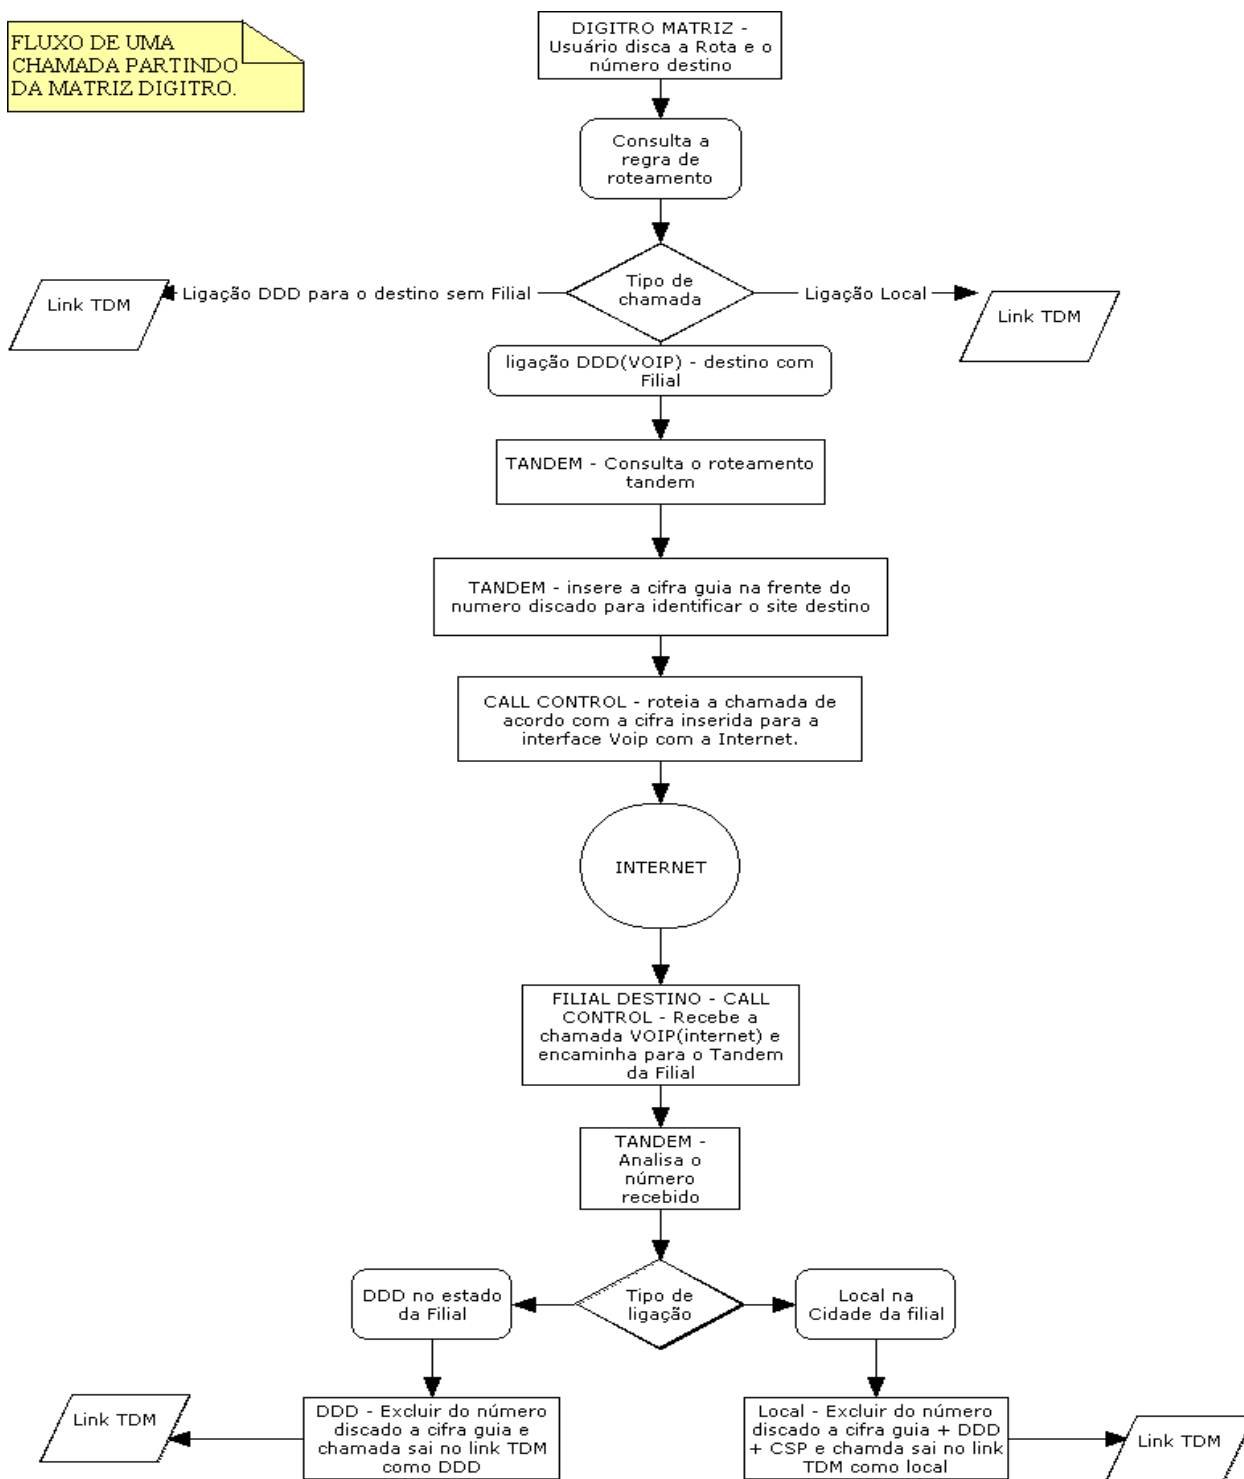 FLUXO DE UMA
CHAMADA PARTINDO
DA MATRIZ DIGITRO.
DIGITRO MATRIZ -
Usuário disca a Rota e o
número destino
Consulta a
regra de
roteamento
Tipo de
chamada
Ligação DDD para o destino sem Filial
Link TDM
Ligação Local
Link TDM
ligação DDD(VOIP) - destino com
Filial
TANDEM - Consulta o roteamento
tandem
TANDEM - insere a cifra guia na frente do
numero discado para identificar o site destino
CALL CONTROL - roteia a chamada de
acordo com a cifra inserida para a
interface Voip com a Internet.
INTERNET
FILIAL DESTINO - CALL
CONTROL - Recebe a
chamada VOIP(internet) e
encaminha para o Tandem
da Filial
TANDEM -
Analisa o
número
recebido
Tipo de
ligação
DDD no estado
da Filial
Local na
Cidade da filial
DDD - Excluir do número
discado a cifra guia e
chamada sai no link TDM
como DDD
Link TDM
Local - Excluir do número
discado a cifra guia + DDD
+ CSP e chamda sai no link
TDM como local
Link TDM